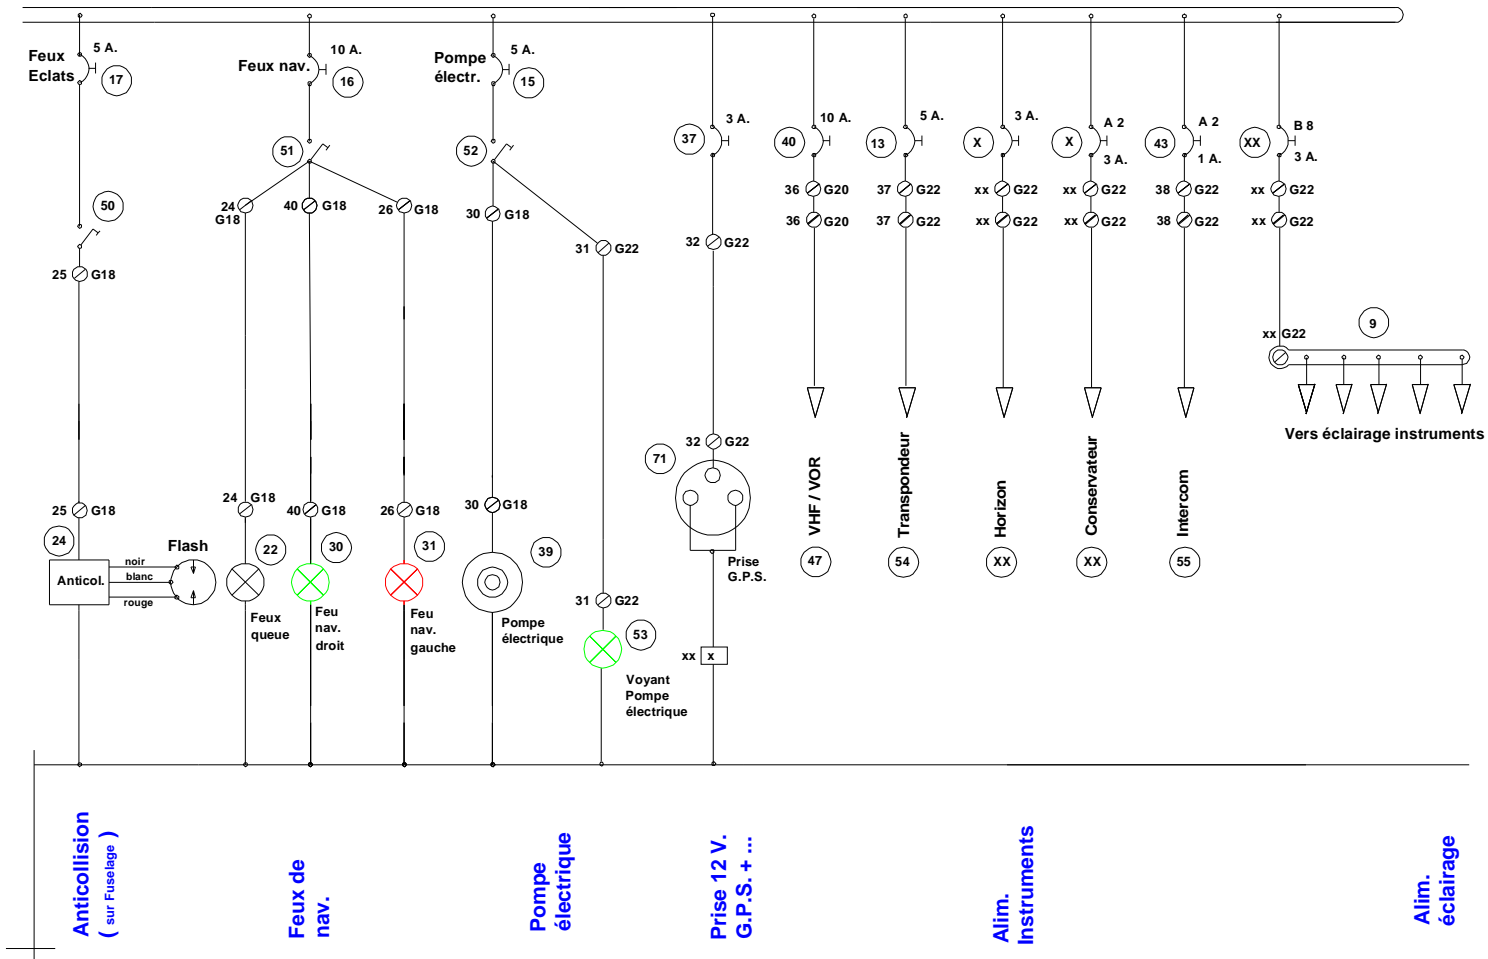 Feux
Eclats
5 A.
17
Feux nav.
10 A.
16
Pompe
électr.
5 A.
15
37
3 A.
40
10 A.
13
5 A.
X
3 A.
X
A 2
3 A.
43
A 2
1 A.
XX
B 8
3 A.
51
52
50
36 G20
37 G22
xx G22
xx G22
38 G22
xx G22
36 G20
37 G22
xx G22
xx G22
38 G22
xx G22
24
G18
40 G18
26 G18
30 G18
31 G22
32 G22
25 G18
xx G22
9
Vers éclairage instruments
32 G22
71
VHF / VOR
Transpondeur
Horizon
Conservateur
Intercom
47
54
XX
XX
55
25 G18
24
G18
40 G18
26 G18
30 G18
24
Anticol.
noir
blanc
rouge
Flash
22
Feux
queue
30
Feu
nav.
droit
31
Feu
nav.
gauche
39
Pompe
électrique
31 G22
53
Voyant
Pompe
électrique
Prise
G.P.S.
xx x
Anticollision
( sur Fuselage )
Feux de
nav.
Pompe
électrique
Prise 12 V.
G.P.S. + ...
Alim.
Instruments
Alim.
éclairage